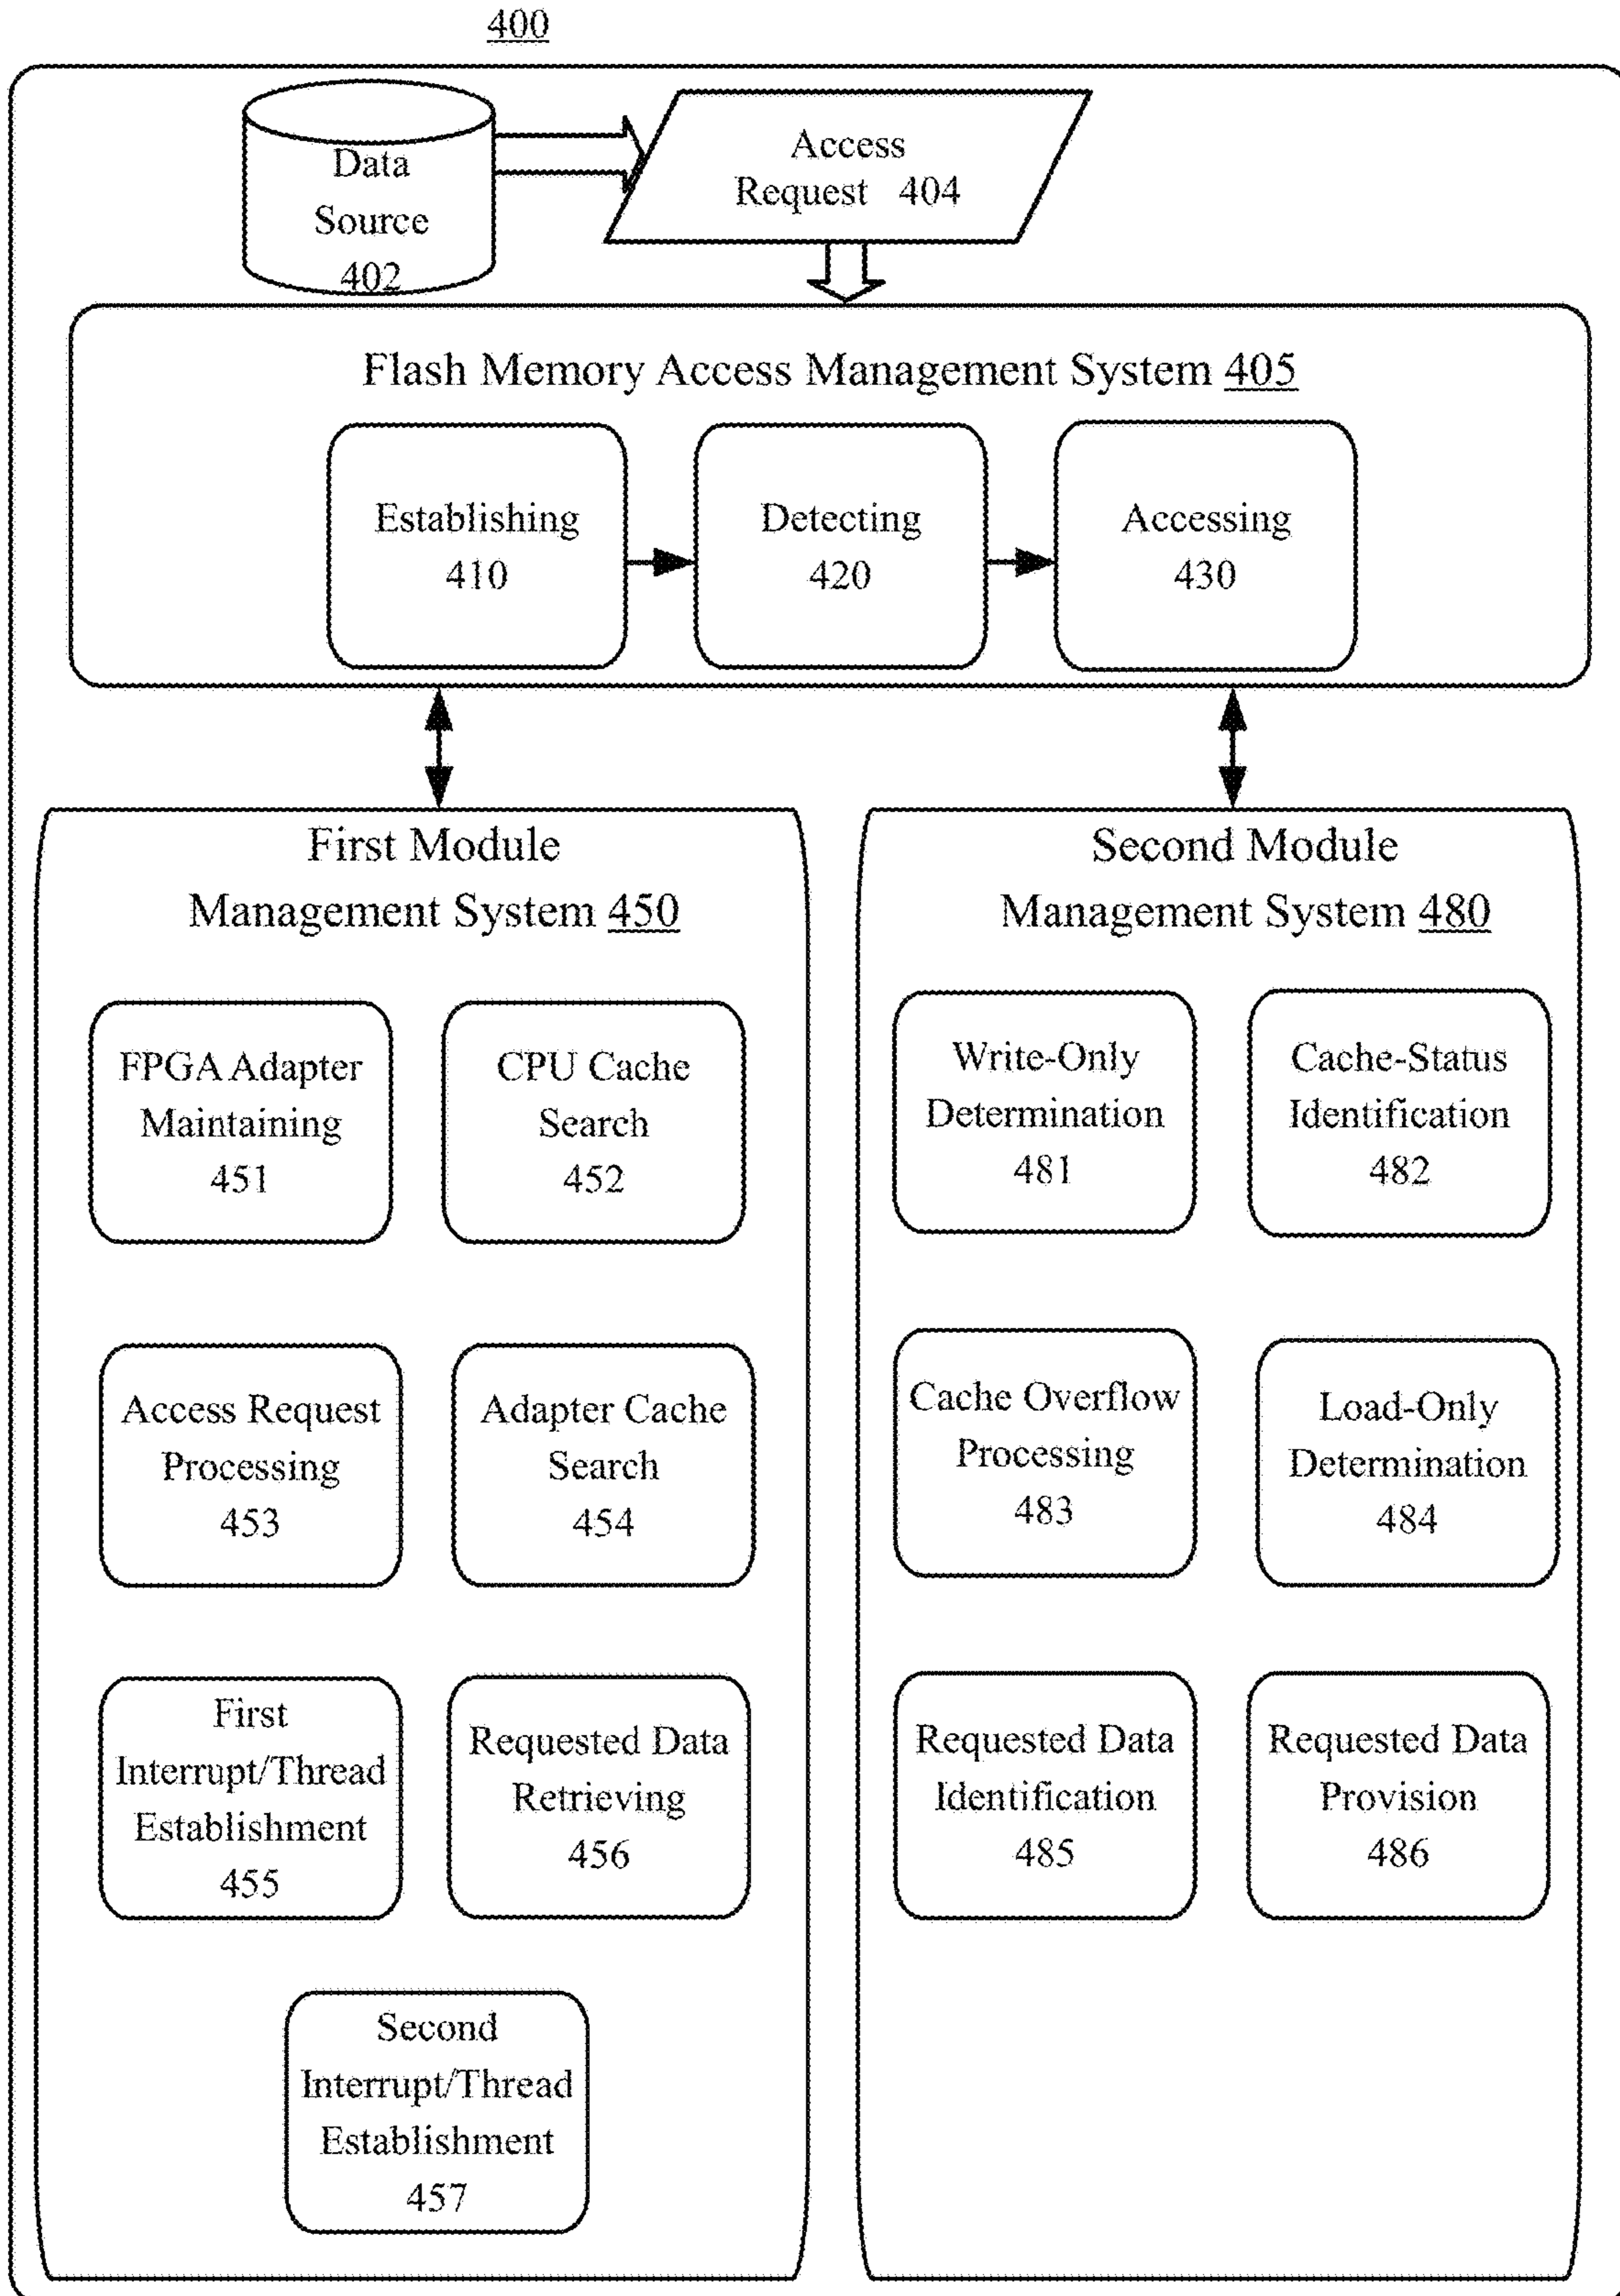 400
Data
Source
402
Access
Request 404
Flash Memory Access Management System 405
Establishing
410
Detecting
420
Accessing
430
First Module
Management System 450
FPGA Adapter
Maintaining
451
CPU Cache
Search
452
Access Request
Processing
453
Adapter Cache
Search
454
First
Interrupt/Thread
Establishment
455
Requested Data
Retrieving
456
Second
Interrupt/Thread
Establishment
457
Second Module
Management System 480
Write-Only
Determination
481
Cache-Status
Identification
482
Cache Overflow
Processing
483
Load-Only
Determination
484
Requested Data
Identification
485
Requested Data
Provision
486